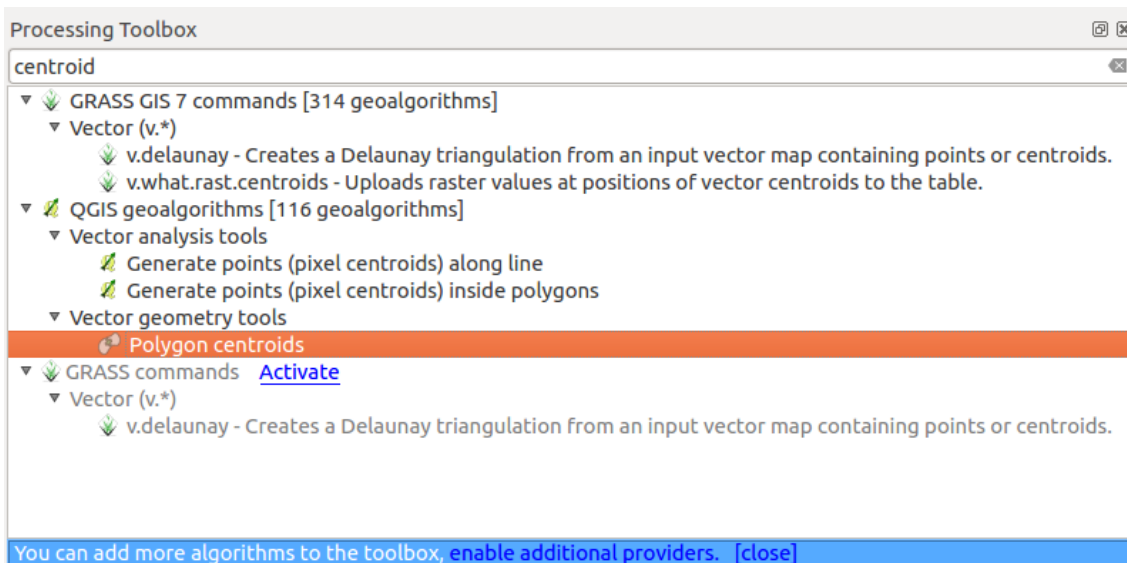 Processing Toolbox
centroid
GRASS GIS 7 commands [314 geoalgorithms]
Vector (v.*)
v.delaunay - Creates a Delaunay triangulation from an input vector map containing points or centroids.
v.what.rast.centroids - Uploads raster values at positions of vector centroids to the table.
QGIS geoalgorithms [116 geoalgorithms]
Vector analysis tools
Generate points (pixel centroids) along line
Generate points (pixel centroids) inside polygons
Vector geometry tools
Polygon centroids
GRASS commands Activate
Vector (v.*)
v.delaunay - Creates a Delaunay triangulation from an input vector map containing points or centroids.
You can add more algorithms to the toolbox, enable additional providers. [close]